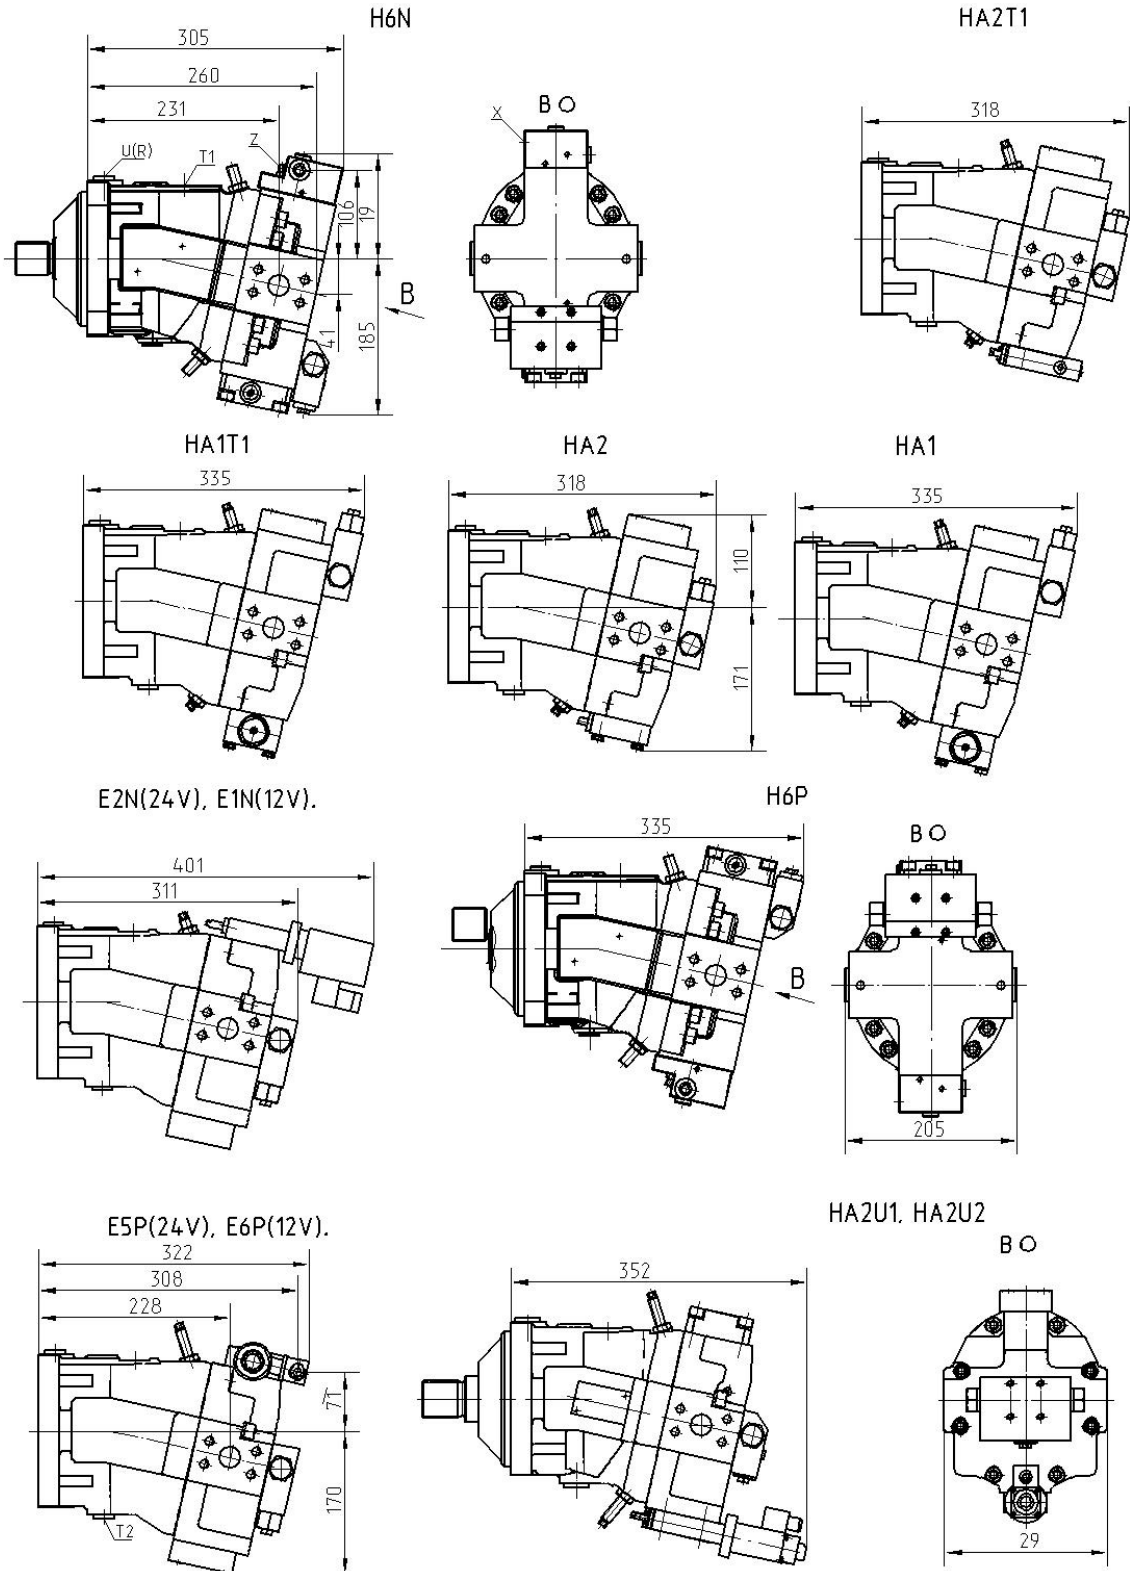 H6N
HA2T1
305
260
231
U(R)
T1
Z
106
19
41
185
B
X
B
318
HA1T1
HA2
HA1
335
318
110
171
335
E2N(24V), E1N(12V).
H6P
401
311
335
B
B
205
E5P(24V), E6P(12V).
HA2U1, HA2U2
322
308
228
71
170
T2
352
B
29